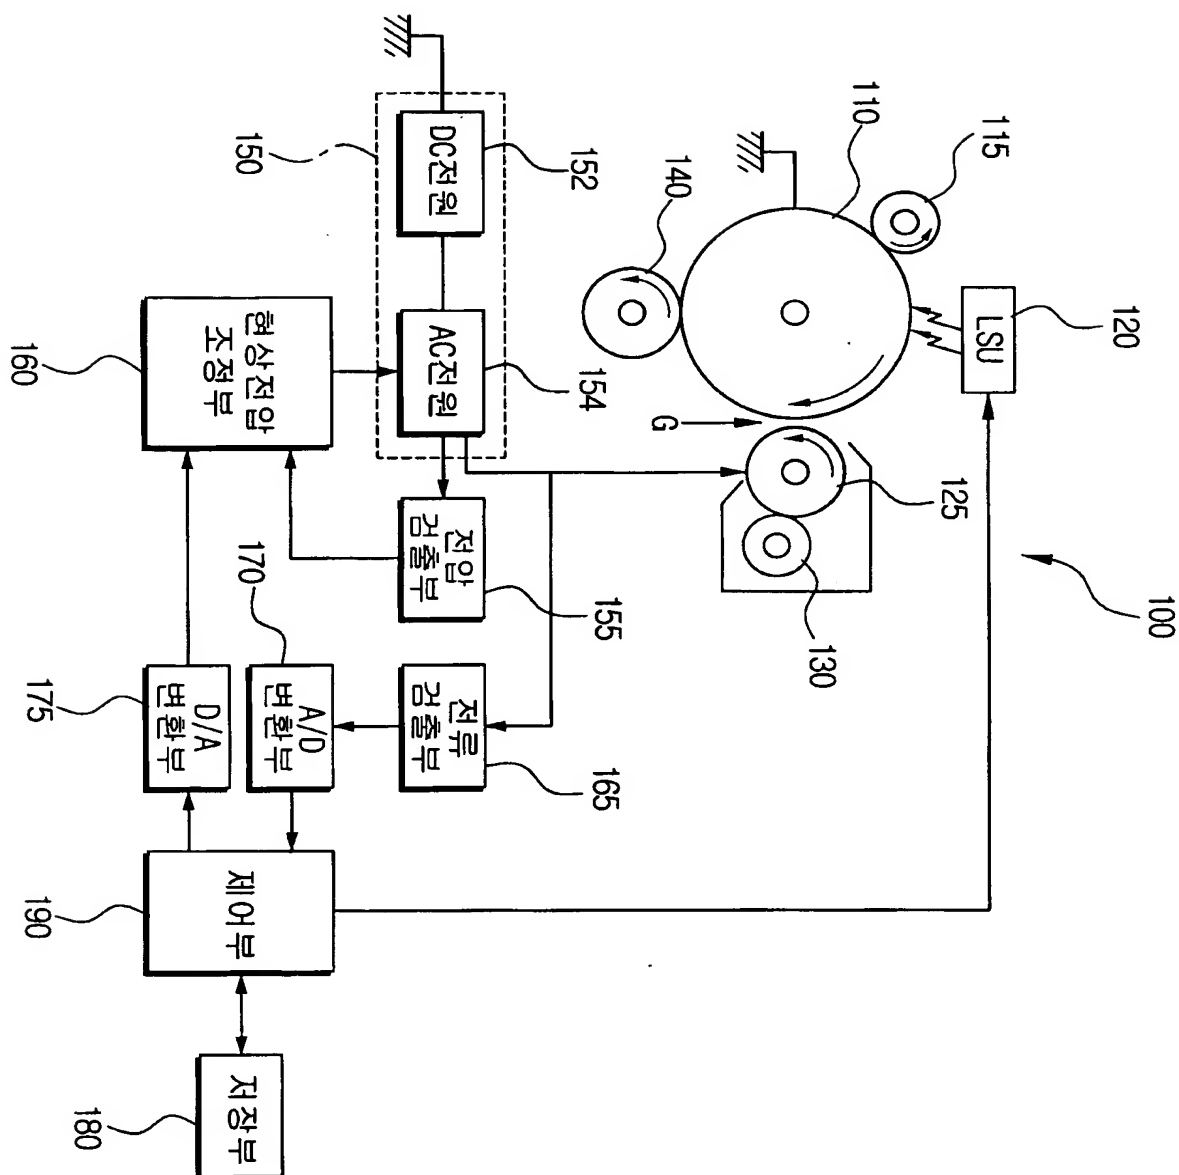 100
120
115
LSU
110
125
130
140
G
152
154
155
165
DC전원
AC전원
전압
검출부
전류
검출부
150
170
A/D
변환부
현상전압
조정부
D/A
변환부
제어부
저장부
160
175
190
180